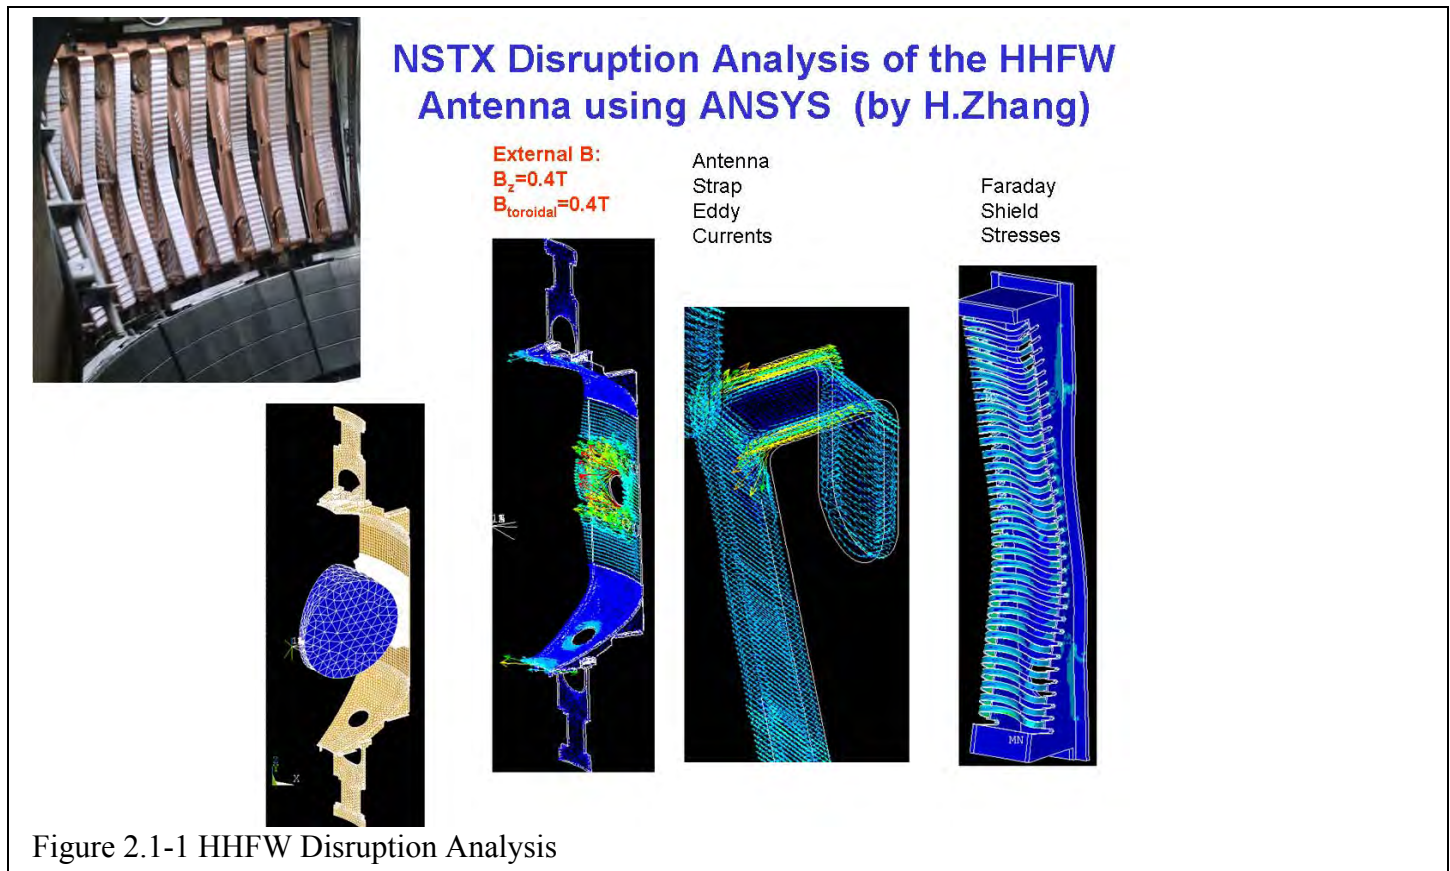 NSTX Disruption Analysis of the HHFW
Antenna using ANSYS  (by H.Zhang)
External B:
Bz=0.4T
Btoroidal=0.4T
Antenna
Strap
Eddy
Currents
Faraday
Shield
Stresses
X
MN
Figure 2.1-1 HHFW Disruption Analysis